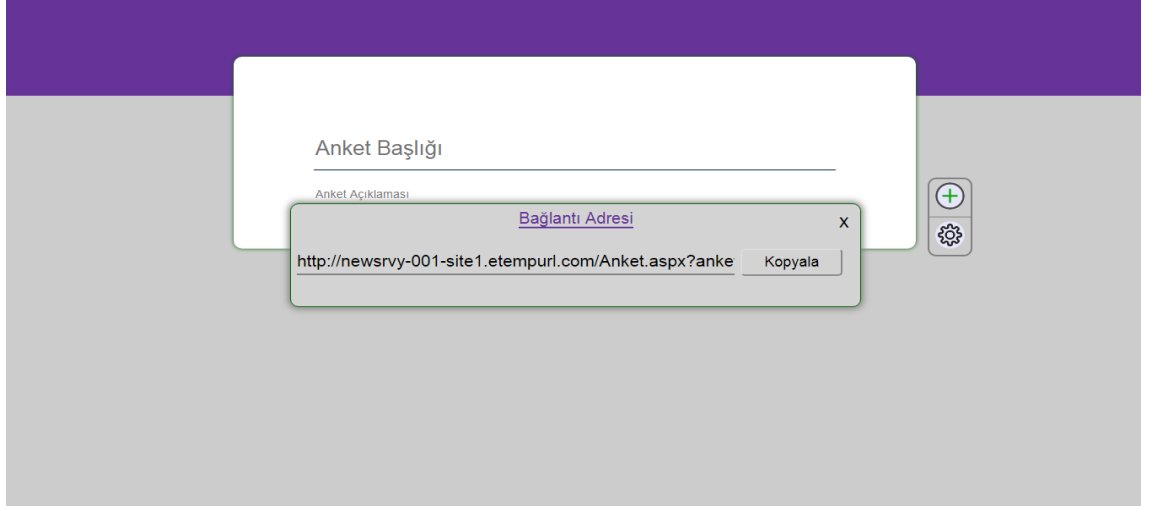 Anket Başlığı
Anket Açıklaması
Bağlantı Adresi
X
http://newsrvy-001-site1.etempurl.com/Anket.aspx?anke
Kopyala